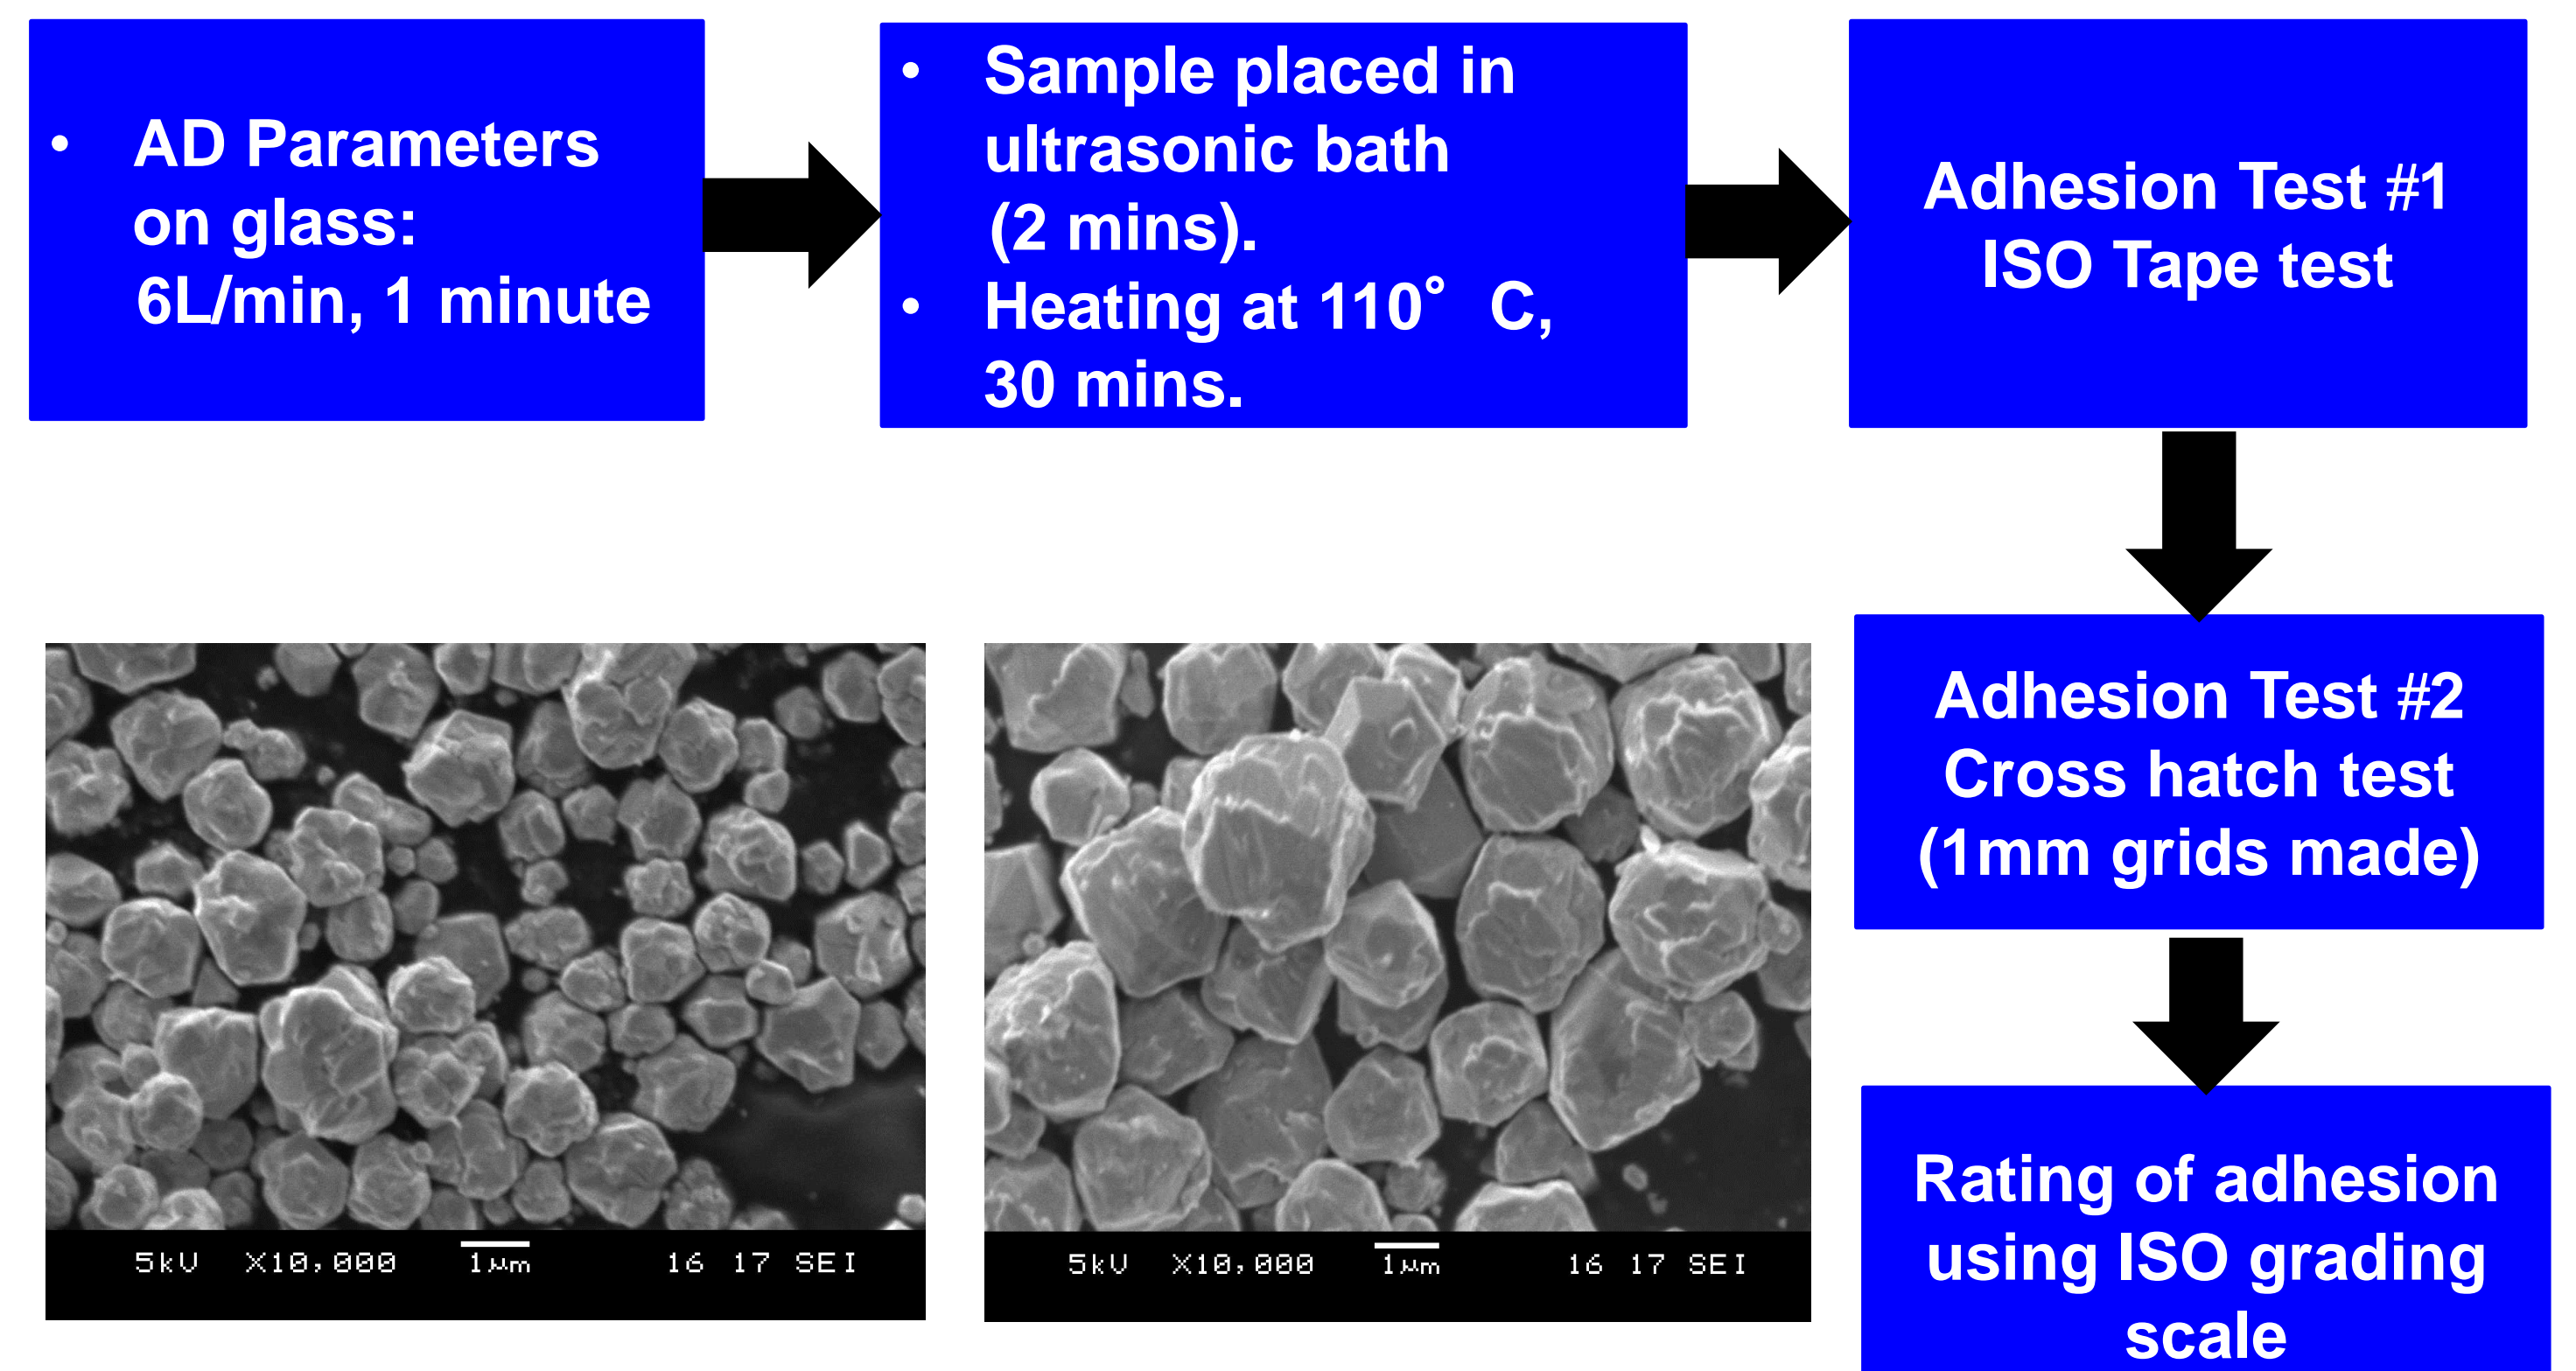 • AD Parameters
on glass:
6L/min, 1 minute
• Sample placed in
ultrasonic bath
(2 mins).
• Heating at 110° C,
30 mins.
Adhesion Test #1
ISO Tape test
Adhesion Test #2
Cross hatch test
(1mm grids made)
Rating of adhesion
using ISO grading
scale
5kV X10,000 1μm 16 17 SEI
5kV X10,000 1μm 16 17 SEI